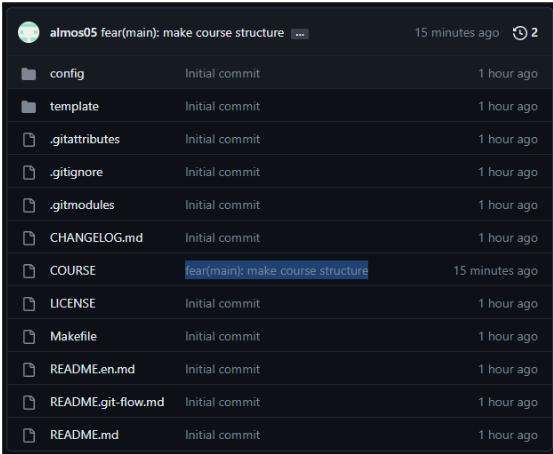 almos05 fear(main): make course structure ... 15 minutes ago 2
config Initial commit 1 hour ago
template Initial commit 1 hour ago
.gitattributes Initial commit 1 hour ago
.gitignore Initial commit 1 hour ago
.gitmodules Initial commit 1 hour ago
CHANGELOG.md Initial commit 1 hour ago
COURSE fear(main): make course structure 15 minutes ago
LICENSE Initial commit 1 hour ago
Makefile Initial commit 1 hour ago
README.en.md Initial commit 1 hour ago
README.git-flow.md Initial commit 1 hour ago
README.md Initial commit 1 hour ago